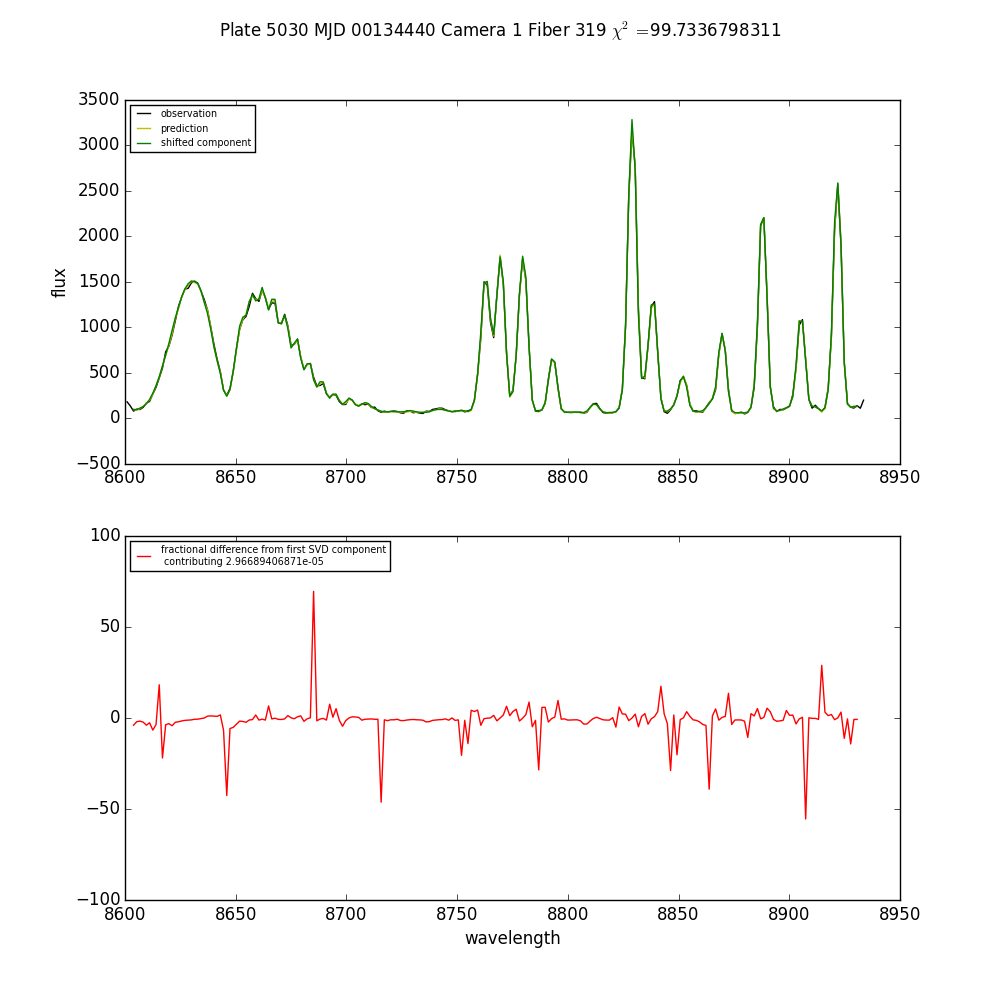 Plate 5030 MJD 00134440 Camera 1 Fiber 319 χ² =99.7336798311
3500
3000
2500
2000
1500
1000
500
0
−500
flux
observation
prediction
shifted component
8600 8650 8700 8750 8800 8850 8900 8950
100
50
0
−50
−100
fractional difference from first SVD component
contributing 2.96689406871e-05
8600 8650 8700 8750 8800 8850 8900 8950
wavelength